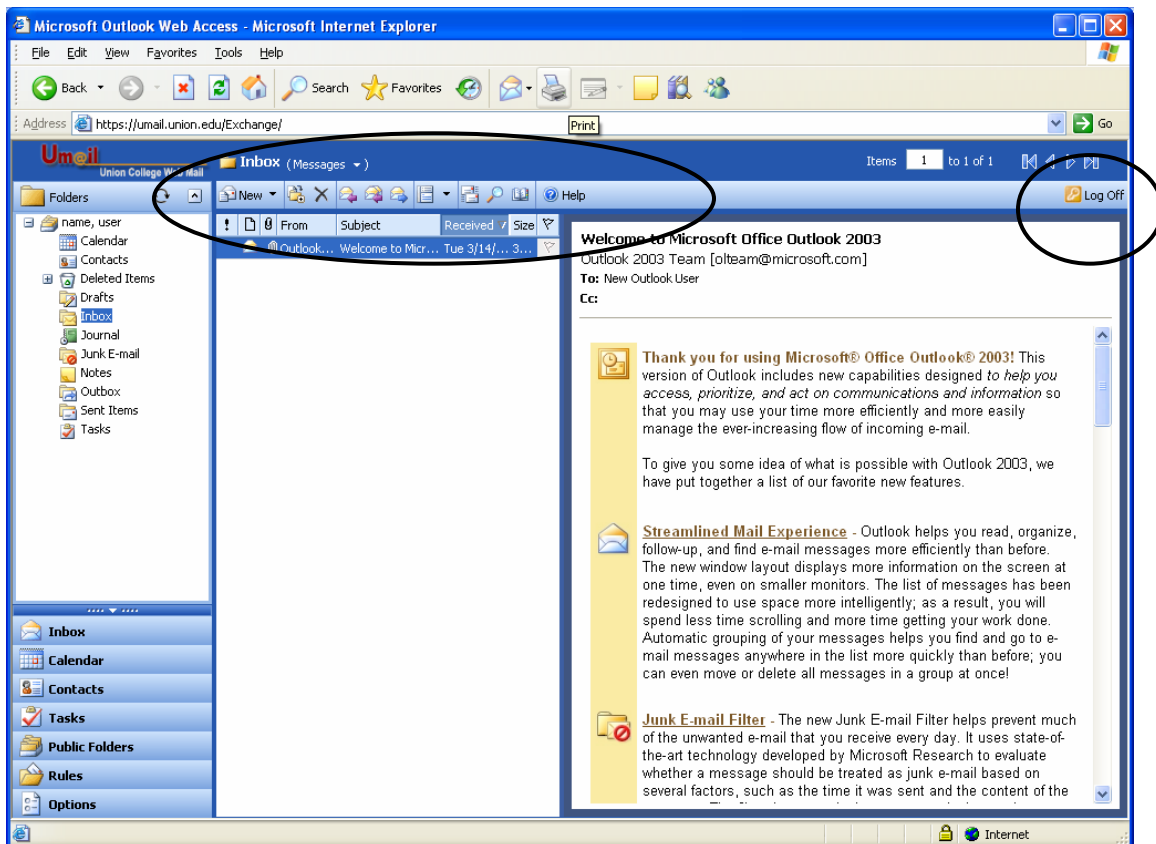 Microsoft Outlook Web Access - Microsoft Internet Explorer
File Edit View Favorites Tools Help
Back Search Favorites
Address https://umail.union.edu/Exchange/ Print Go
Um@il
Union College Web Mail
Inbox (Messages) Items 1 to 1 of 1
Folders New Help Log Off
name, user
Calendar
Contacts
Deleted Items
Drafts
Inbox
Journal
Junk E-mail
Notes
Outbox
Sent Items
Tasks
Inbox
Calendar
Contacts
Tasks
Public Folders
Rules
Options
! From Subject Received Size
Outlook... Welcome to Micr... Tue 3/14/... 3...
Welcome to Microsoft Office Outlook 2003
Outlook 2003 Team [olteam@microsoft.com]
To: New Outlook User
Cc:
Thank you for using Microsoft® Office Outlook® 2003! This
version of Outlook includes new capabilities designed to help you
access, prioritize, and act on communications and information so
that you may use your time more efficiently and more easily
manage the ever-increasing flow of incoming e-mail.
To give you some idea of what is possible with Outlook 2003, we
have put together a list of our favorite new features.
Streamlined Mail Experience - Outlook helps you read, organize,
follow-up, and find e-mail messages more efficiently than before.
The new window layout displays more information on the screen at
one time, even on smaller monitors. The list of messages has been
redesigned to use space more intelligently; as a result, you will
spend less time scrolling and more time getting your work done.
Automatic grouping of your messages helps you find and go to e-
mail messages anywhere in the list more quickly than before; you
can even move or delete all messages in a group at once!
Junk E-mail Filter - The new Junk E-mail Filter helps prevent much
of the unwanted e-mail that you receive every day. It uses state-of-
the-art technology developed by Microsoft Research to evaluate
whether a message should be treated as junk e-mail based on
several factors, such as the time it was sent and the content of the
Internet